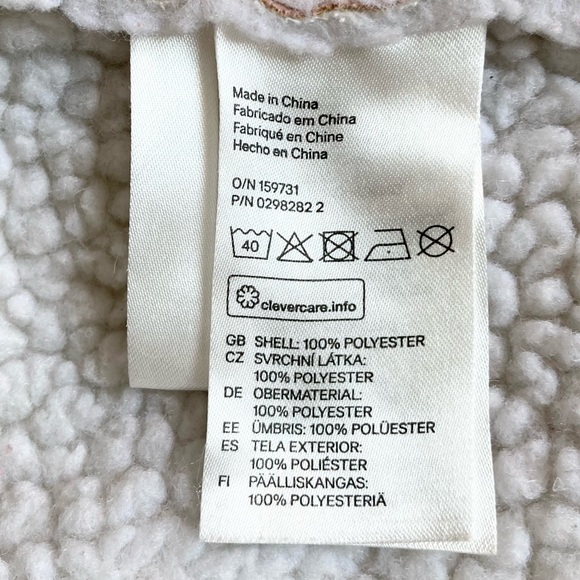 Made in China
Fabricado em China
Fabriqué en Chine
Hecho en China
O/N 159731
P/N 0298282 2
40
clevercare.info
GB SHELL: 100% POLYESTER
CZ SVRCHNÍ LÁTKA:
100% POLYESTER
DE OBERMATERIAL:
100% POLYESTER
EE ÜMBRIS: 100% POLÜESTER
ES TELA EXTERIOR:
100% POLIÉSTER
FI PÄÄLLISKANGAS:
100% POLYESTERIÄ